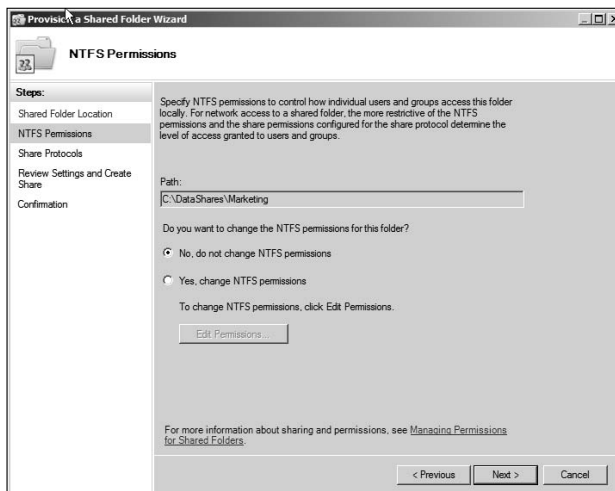 Provision a Shared Folder Wizard
NTFS Permissions
Steps:
Shared Folder Location
NTFS Permissions
Share Protocols
Review Settings and Create
Share
Confirmation
Specify NTFS permissions to control how individual users and groups access this folder
locally. For network access to a shared folder, the more restrictive of the NTFS
permissions and the share permissions configured for the share protocol determine the
level of access granted to users and groups.
Path:
C:\DataShares\Marketing
Do you want to change the NTFS permissions for this folder?
No, do not change NTFS permissions
Yes, change NTFS permissions
To change NTFS permissions, click Edit Permissions.
Edit Permissions...
For more information about sharing and permissions, see Managing Permissions
for Shared Folders.
< Previous
Next >
Cancel